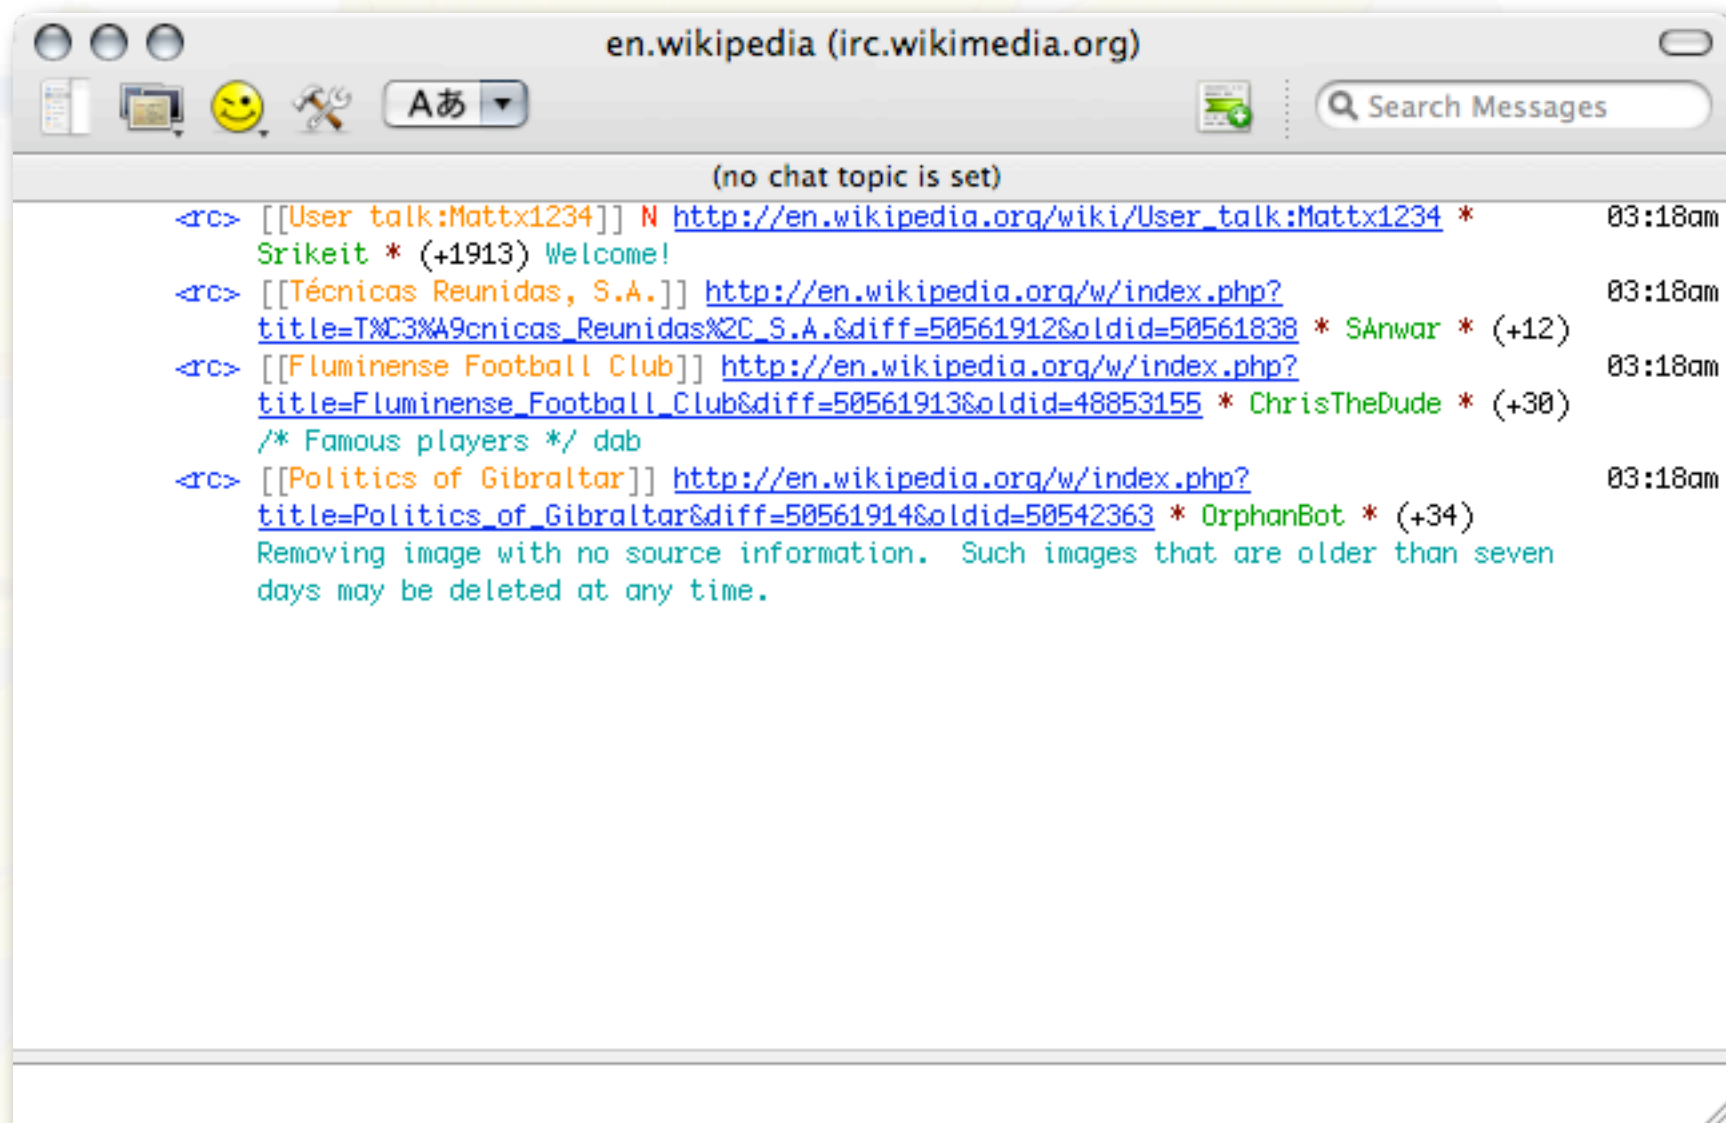 en.wikipedia (irc.wikimedia.org)
Aあ
Search Messages
(no chat topic is set)
<rc> [[User talk:Mattx1234]] N http://en.wikipedia.org/wiki/User_talk:Mattx1234 * 03:18am
Srikeit * (+1913) Welcome!
<rc> [[Técnicas Reunidas, S.A.]] http://en.wikipedia.org/w/index.php? 03:18am
title=T%C3%A9cnicas_Reunidas%2C_S.A.&diff=50561912&oldid=50561838 * SAnwar * (+12)
<rc> [[Fluminense Football Club]] http://en.wikipedia.org/w/index.php? 03:18am
title=Fluminense_Football_Club&diff=50561913&oldid=48853155 * ChrisTheDude * (+30)
/* Famous players */ dab
<rc> [[Politics of Gibraltar]] http://en.wikipedia.org/w/index.php? 03:18am
title=Politics_of_Gibraltar&diff=50561914&oldid=50542363 * OrphanBot * (+34)
Removing image with no source information.  Such images that are older than seven
days may be deleted at any time.